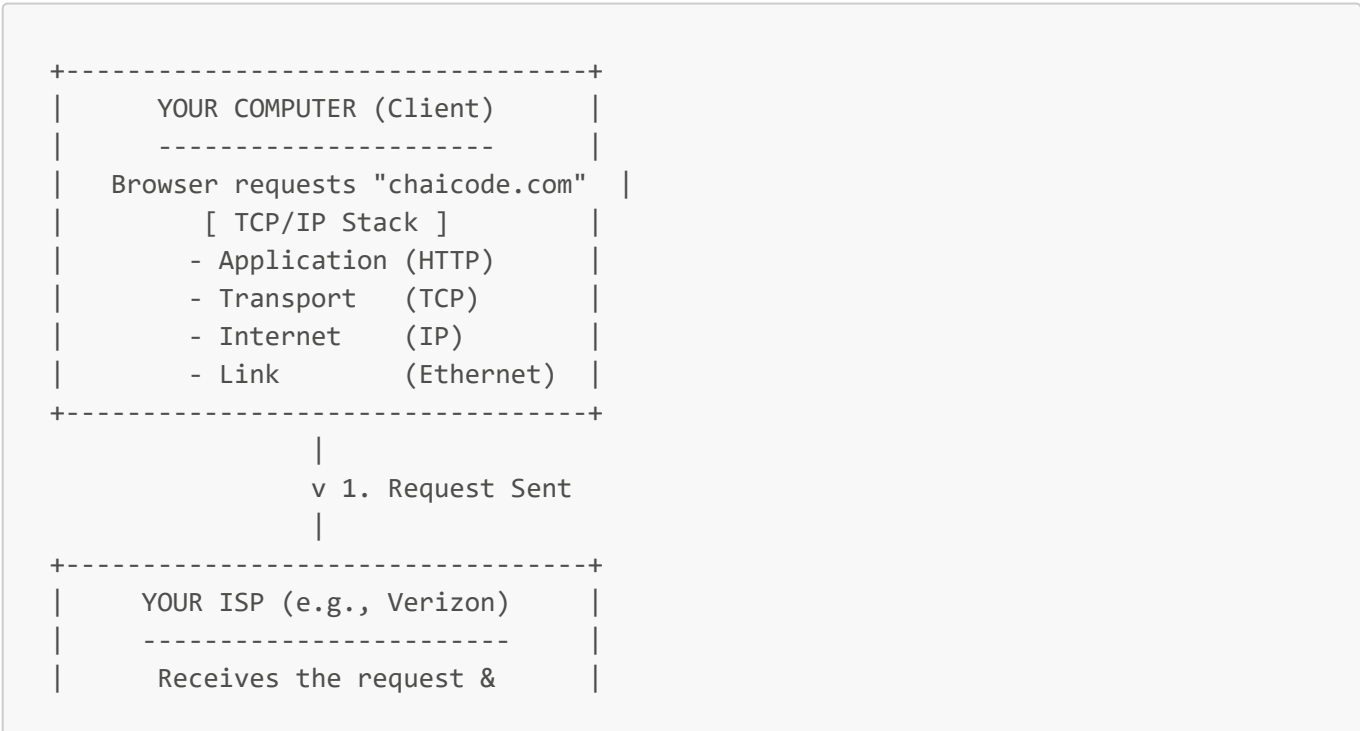 +----------------------------------+
|      YOUR COMPUTER (Client)      |
|      ----------------------      |
|   Browser requests "chaicode.com"  |
|         [ TCP/IP Stack ]         |
|        - Application (HTTP)      |
|        - Transport   (TCP)       |
|        - Internet    (IP)        |
|        - Link        (Ethernet)  |
+----------------------------------+
                 |
                 v 1. Request Sent
                 |
+----------------------------------+
|     YOUR ISP (e.g., Verizon)     |
|     ------------------------     |
|      Receives the request &      |